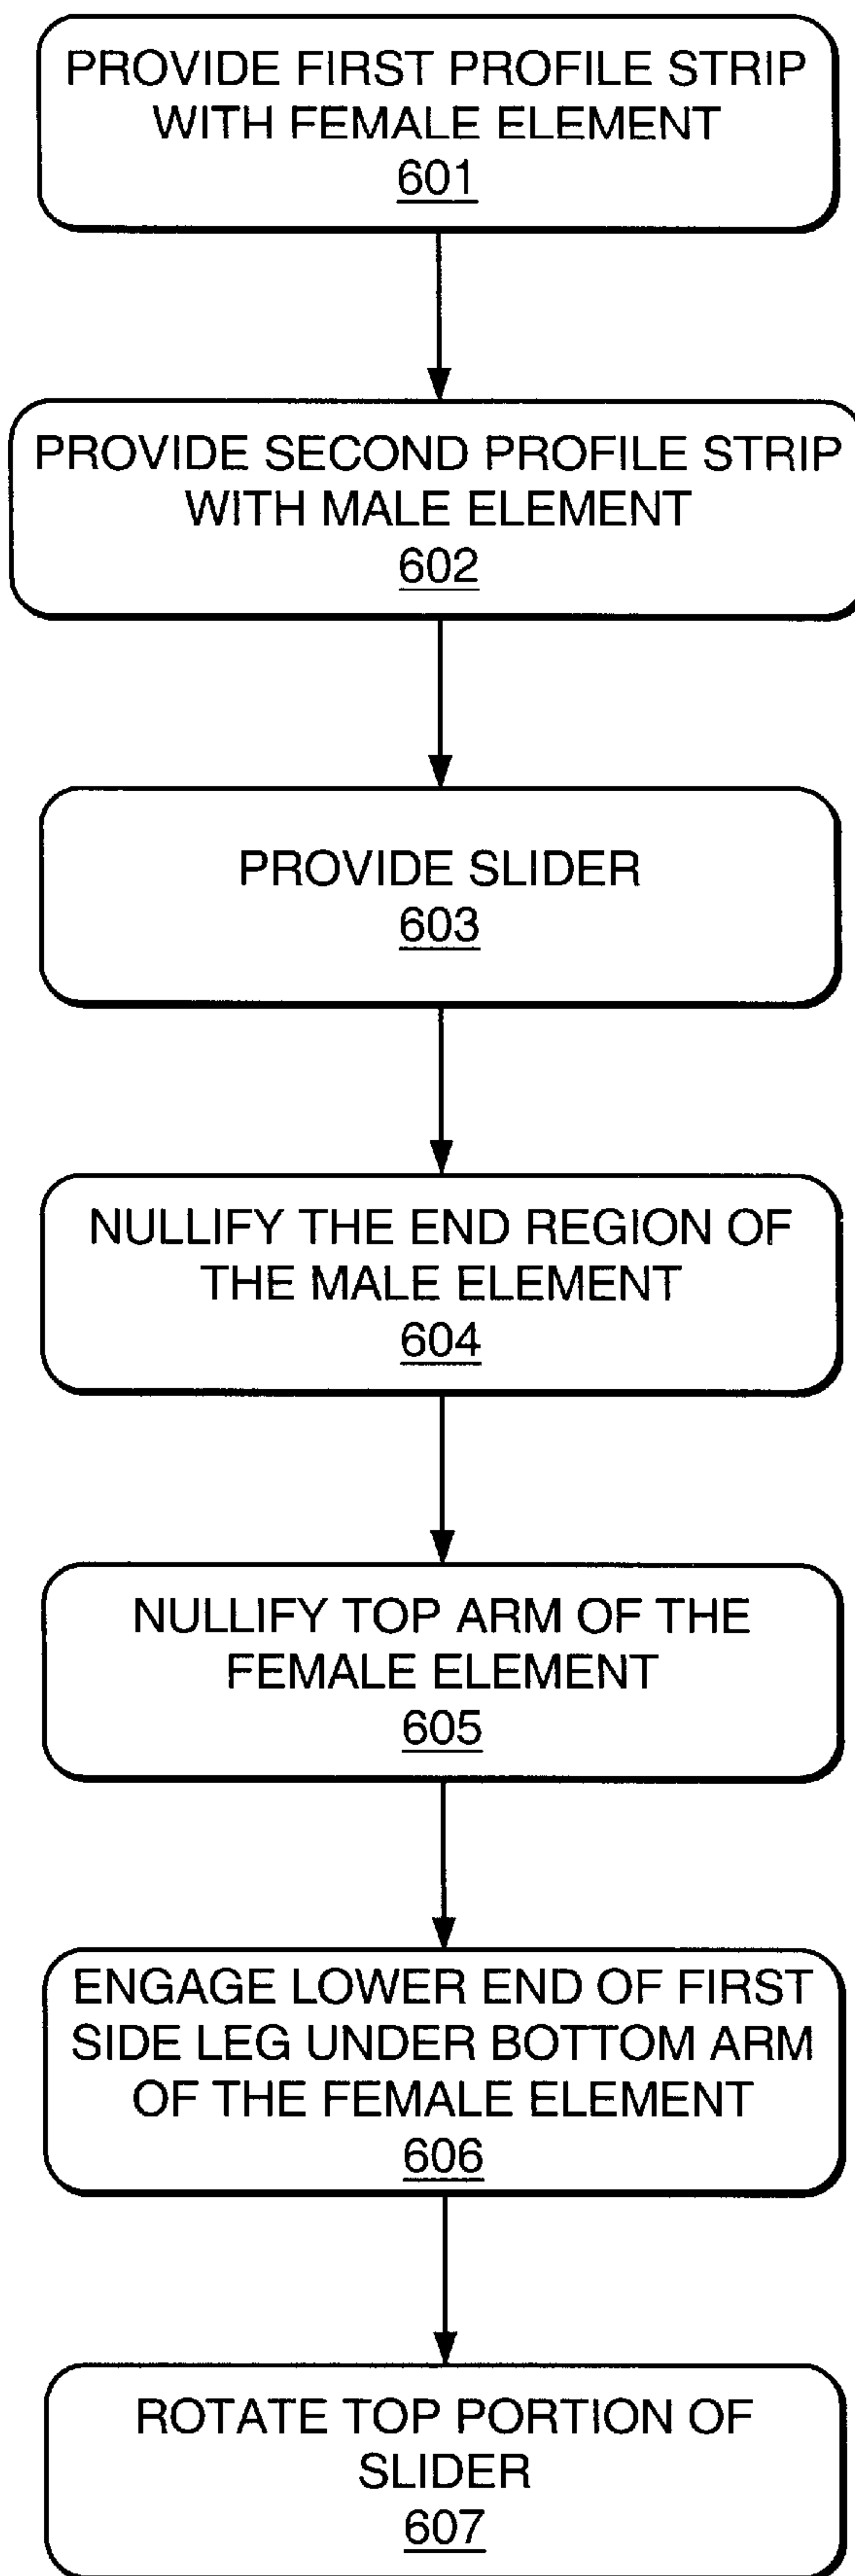 PROVIDE FIRST PROFILE STRIP
WITH FEMALE ELEMENT
601
PROVIDE SECOND PROFILE STRIP
WITH MALE ELEMENT
602
PROVIDE SLIDER
603
NULLIFY THE END REGION OF
THE MALE ELEMENT
604
NULLIFY TOP ARM OF THE
FEMALE ELEMENT
605
ENGAGE LOWER END OF FIRST
SIDE LEG UNDER BOTTOM ARM
OF THE FEMALE ELEMENT
606
ROTATE TOP PORTION OF
SLIDER
607